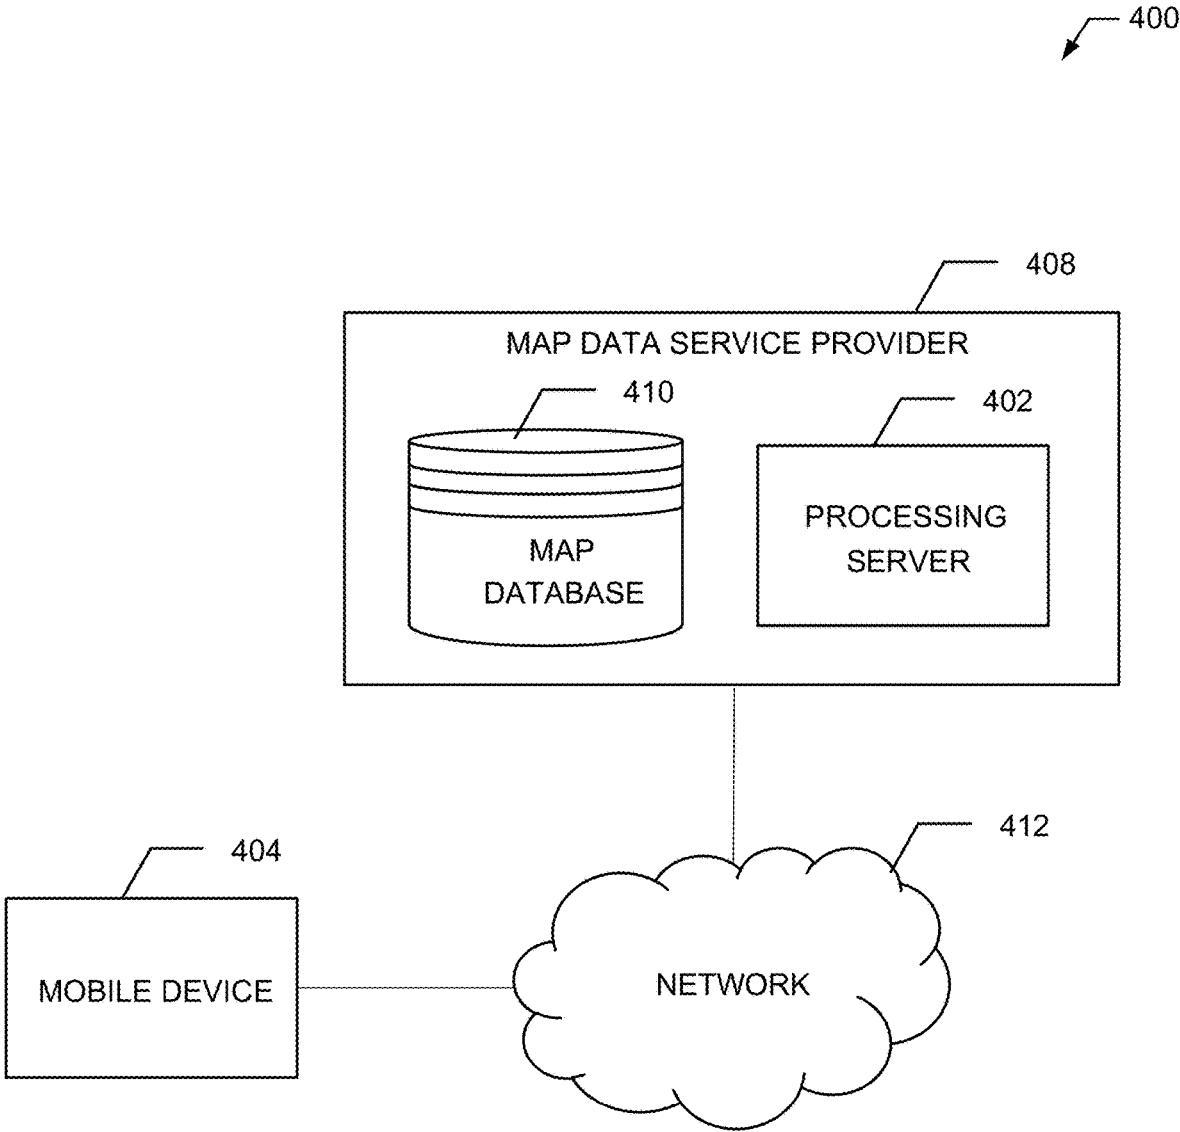 400
408
MAP DATA SERVICE PROVIDER
410
402
MAP
DATABASE
PROCESSING
SERVER
412
404
MOBILE DEVICE
NETWORK